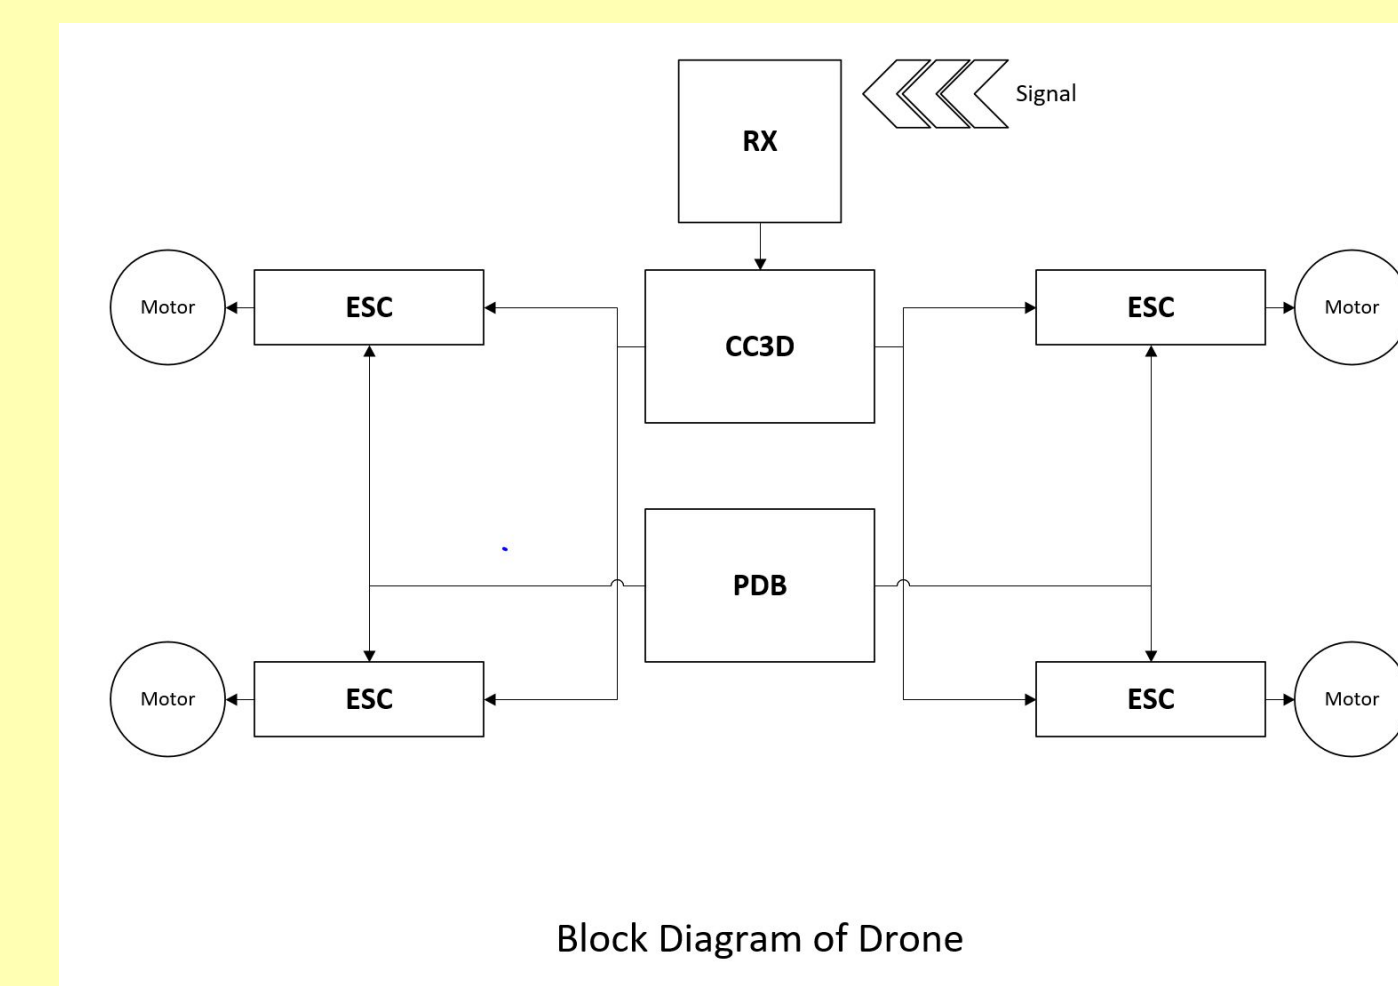 Signal
RX
Motor
ESC
CC3D
ESC
Motor
PDB
Motor
ESC
ESC
Motor
Block Diagram of Drone